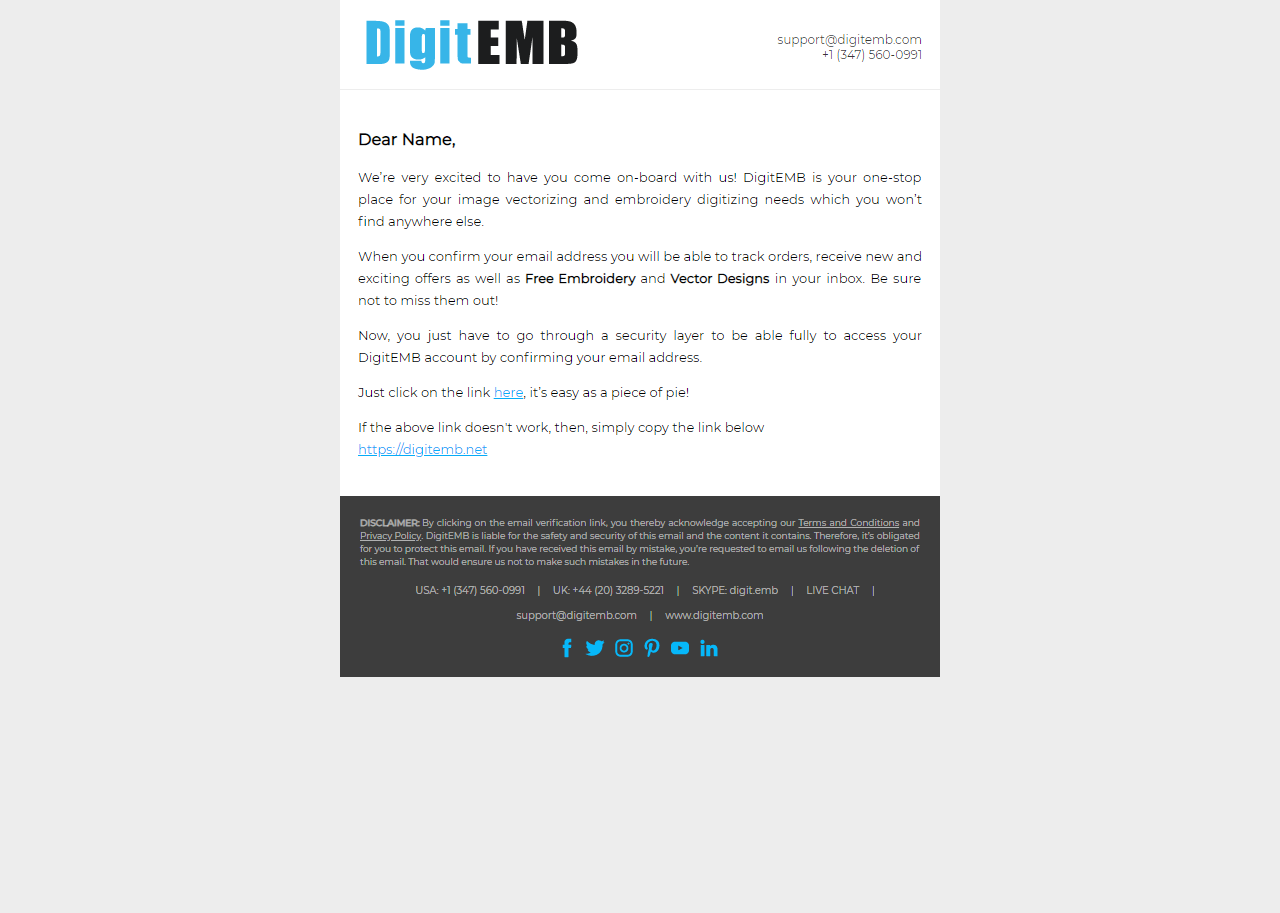 DigitEMB
support@digitemb.com
+1 (347) 560-0991
Dear Name,
We’re very excited to have you come on-board with us! DigitEMB is your one-stop
place for your image vectorizing and embroidery digitizing needs which you won’t
find anywhere else.
When you confirm your email address you will be able to track orders, receive new and
exciting offers as well as Free Embroidery and Vector Designs in your inbox. Be sure
not to miss them out!
Now, you just have to go through a security layer to be able fully to access your
DigitEMB account by confirming your email address.
Just click on the link here, it’s easy as a piece of pie!
If the above link doesn't work, then, simply copy the link below
https://digitemb.net
DISCLAIMER: By clicking on the email verification link, you thereby acknowledge accepting our Terms and Conditions and
Privacy Policy. DigitEMB is liable for the safety and security of this email and the content it contains. Therefore, it’s obligated
for you to protect this email. If you have received this email by mistake, you’re requested to email us following the deletion of
this email. That would ensure us not to make such mistakes in the future.
USA: +1 (347) 560-0991 | UK: +44 (20) 3289-5221 | SKYPE: digit.emb | LIVE CHAT |
support@digitemb.com | www.digitemb.com